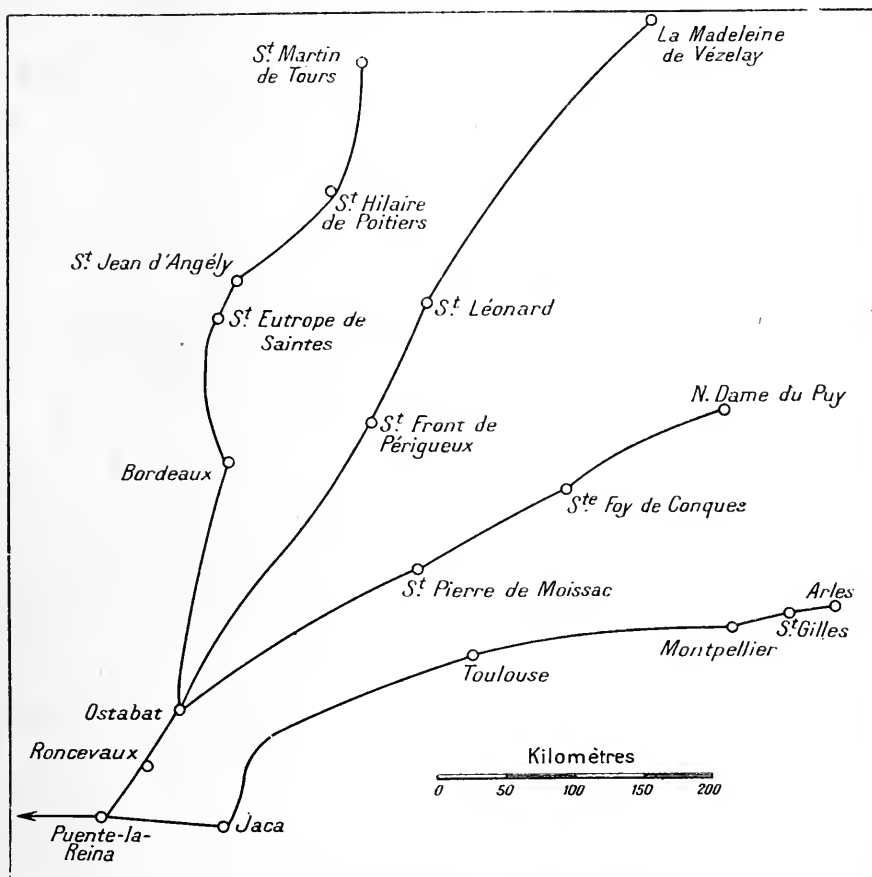 La Madeleine
de Vézelay
St Martin
de Tours
St Hilaire
de Poitiers
St Jean d'Angély
St Eutrope de
Saintes
St Léonard
N. Dame du Puy
St Front de
Périgueux
Bordeaux
Ste Foy de Conques
St Pierre de Moissac
Arles
St Gilles
Montpellier
Toulouse
Ostabat
Roncevaux
Kilomètres
0 50 100 150 200
Jaca
Puente-la-
Reina